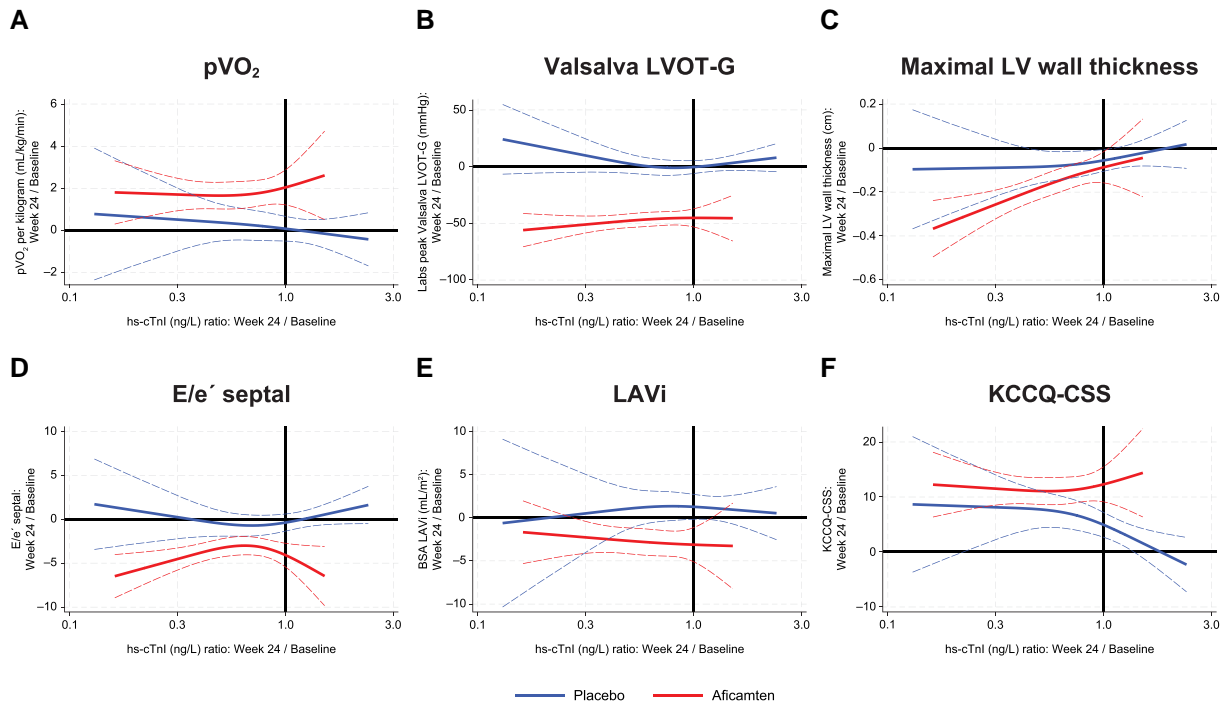 A
pVO₂
pVO₂ per kilogram (mL/kg/min):
Week 24 / Baseline
6
4
2
0
–2
0.1 0.3 1.0 3.0
hs-cTnI (ng/L) ratio: Week 24 / Baseline
B
Valsalva LVOT-G
Labs peak Valsalva LVOT-G (mmHg):
Week 24 / Baseline
50
0
–50
–100
0.1 0.3 1.0 3.0
hs-cTnI (ng/L) ratio: Week 24 / Baseline
C
Maximal LV wall thickness
Maximal LV wall thickness (cm):
Week 24 / Baseline
0.2
0
–0.2
–0.4
–0.6
0.1 0.3 1.0 3.0
hs-cTnI (ng/L) ratio: Week 24 / Baseline
D
E/e´ septal
E/e´ septal:
Week 24 / Baseline
10
5
0
–5
–10
0.1 0.3 1.0 3.0
hs-cTnI (ng/L) ratio: Week 24 / Baseline
E
LAVi
BSA LAVi (mL/m²):
Week 24 / Baseline
10
5
0
–5
–10
0.1 0.3 1.0 3.0
hs-cTnI (ng/L) ratio: Week 24 / Baseline
F
KCCQ-CSS
KCCQ-CSS:
Week 24 / Baseline
20
10
0
–10
0.1 0.3 1.0 3.0
hs-cTnI (ng/L) ratio: Week 24 / Baseline
Placebo Aficamten